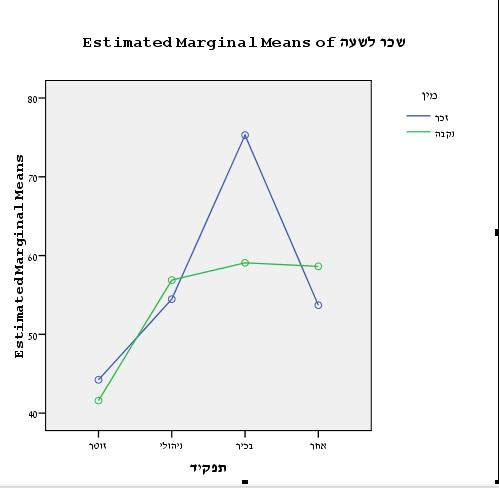 Estimated Marginal Means of שכר לשעה
מין
זכר
נקבה
Estimated Marginal Means
80
70
60
50
40
זוטר
ניהולי
בכיר
אחר
תפקיד